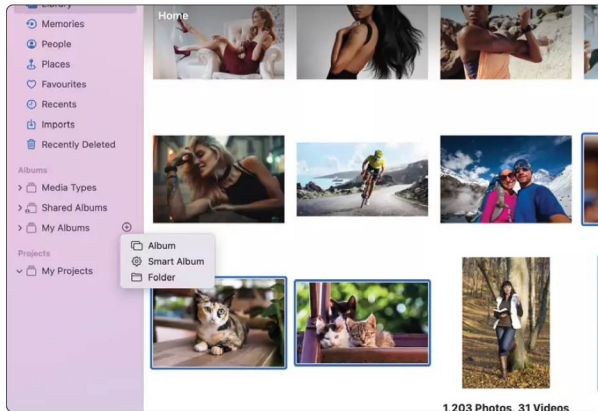 Library
Memories
People
Places
Favourites
Recents
Imports
Recently Deleted
Albums
Media Types
Shared Albums
My Albums
Projects
My Projects
Album
Smart Album
Folder
Home
1,203 Photos, 31 Videos